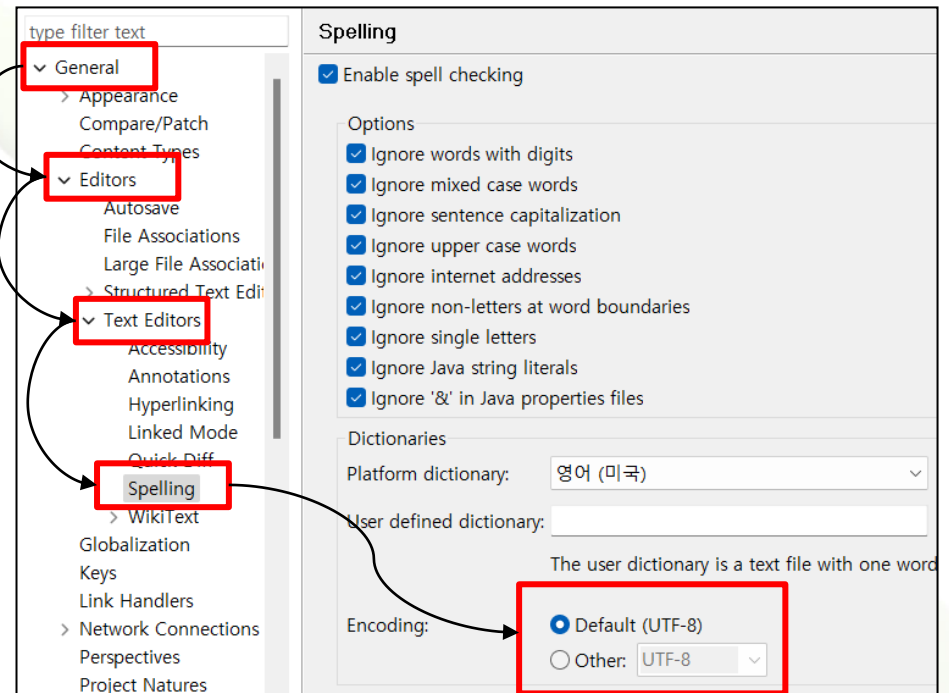 type filter text
General
Appearance
Compare/Patch
Content Types
Editors
Autosave
File Associations
Large File Associati
Structured Text Edit
Text Editors
Accessibility
Annotations
Hyperlinking
Linked Mode
Quick Diff
Spelling
WikiText
Globalization
Keys
Link Handlers
Network Connections
Perspectives
Project Natures
Spelling
Enable spell checking
Options
Ignore words with digits
Ignore mixed case words
Ignore sentence capitalization
Ignore upper case words
Ignore internet addresses
Ignore non-letters at word boundaries
Ignore single letters
Ignore Java string literals
Ignore '&' in Java properties files
Dictionaries
Platform dictionary: 영어 (미국)
User defined dictionary:
The user dictionary is a text file with one word
Encoding: Default (UTF-8)
Other: UTF-8